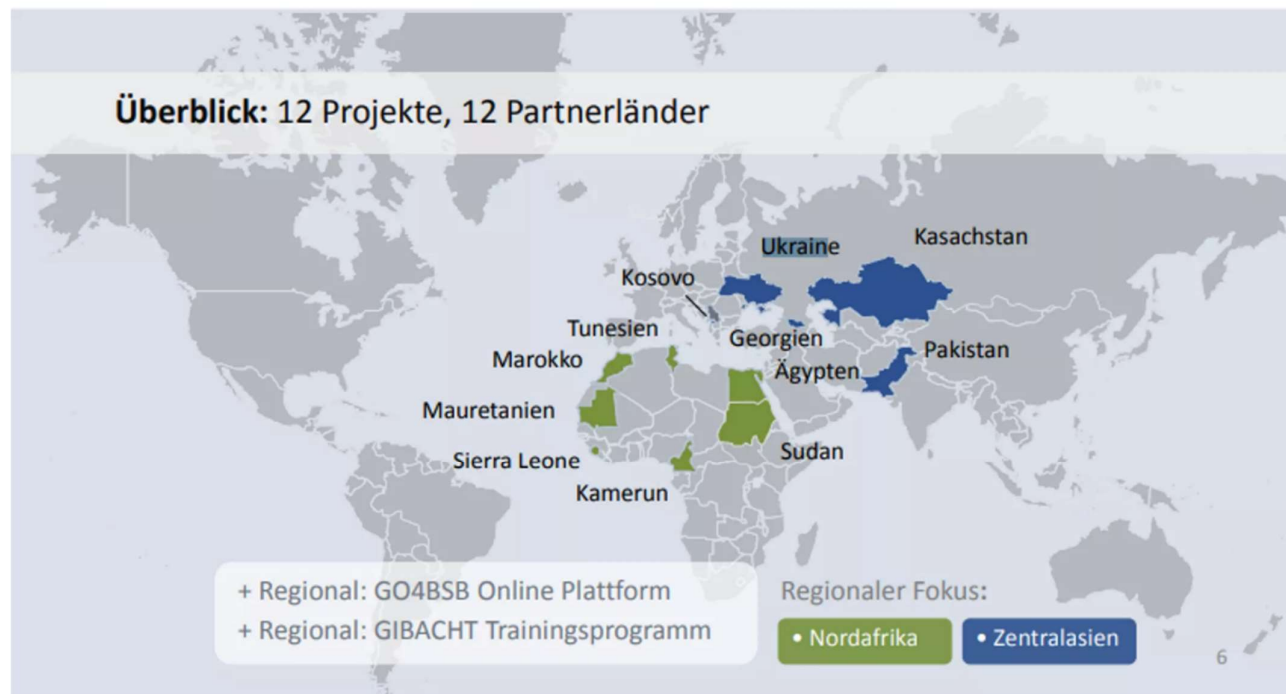 Überblick: 12 Projekte, 12 Partnerländer
Ukraine
Kasachstan
Kosovo
Tunesien
Georgien
Marokko
Pakistan
Ägypten
Mauretanien
Sudan
Sierra Leone
Kamerun
+ Regional: GO4BSB Online Plattform
+ Regional: GIBACHT Trainingsprogramm
Regionaler Fokus:
• Nordafrika
• Zentralasien
6